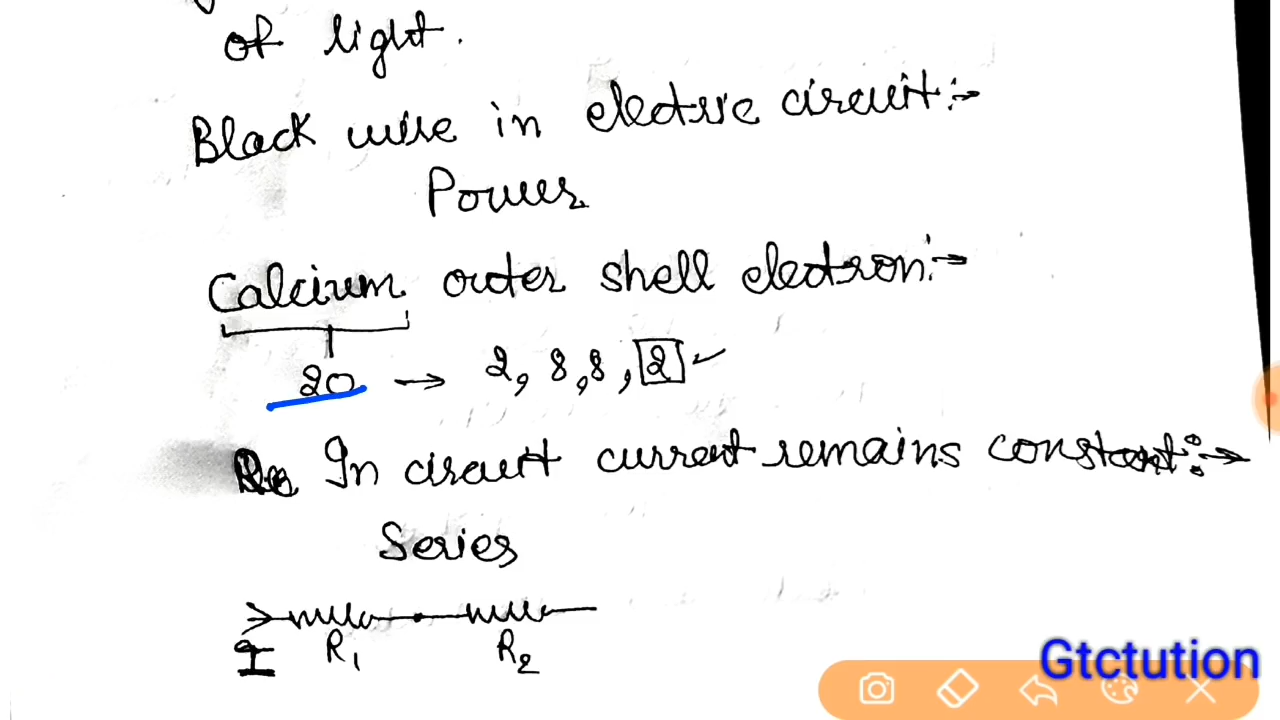 of light.
Black wire in electric circuit:→
Power
Calcium outer shell electron:→
20 → 2, 8, 8, 2 ✓
In circuit current remains constant:→
Series
I R₁ R₂
Gtctution